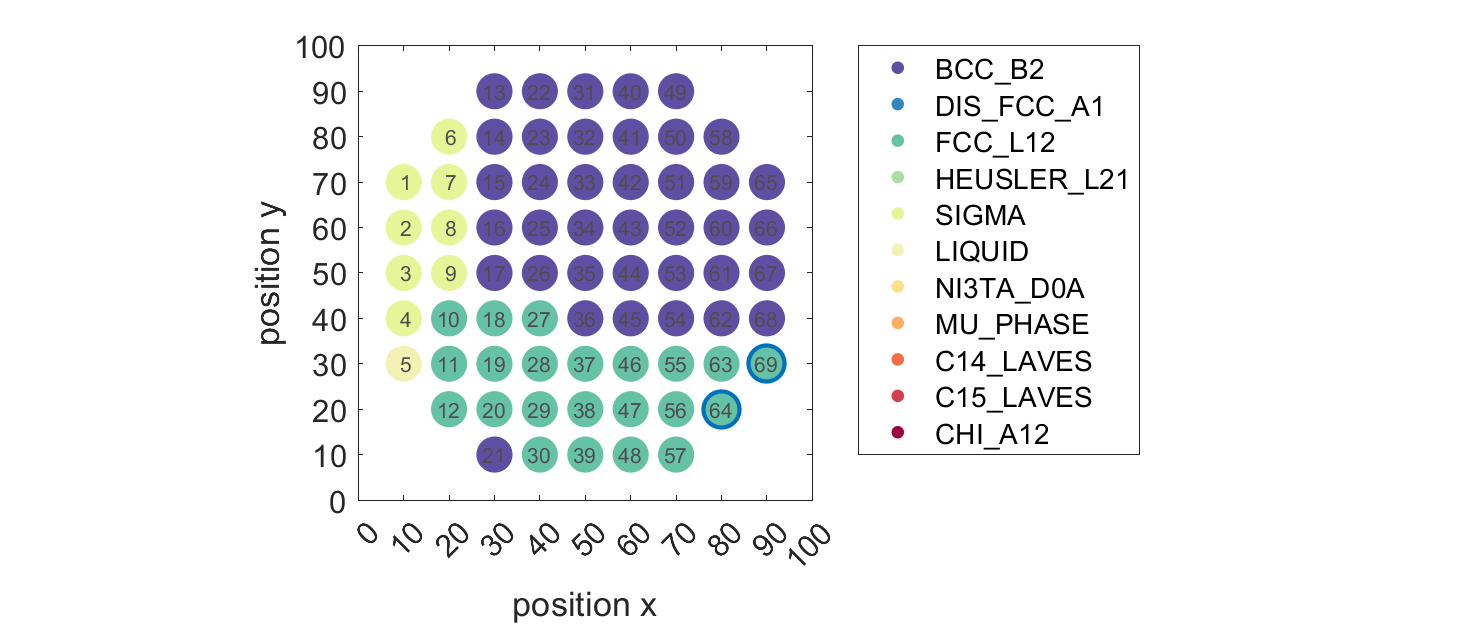 100
90
80
70
60
50
40
30
20
10
0
position y
13 22 31 40 49
6 14 23 32 41 50 58
1 7 15 24 33 42 51 59 65
2 8 16 25 34 43 52 60 66
3 9 17 26 35 44 53 61 67
4 10 18 27 36 45 54 62 68
5 11 19 28 37 46 55 63 69
12 20 29 38 47 56 64
21 30 39 48 57
0 10 20 30 40 50 60 70 80 90 100
position x
BCC_B2
DIS_FCC_A1
FCC_L12
HEUSLER_L21
SIGMA
LIQUID
NI3TA_D0A
MU_PHASE
C14_LAVES
C15_LAVES
CHI_A12